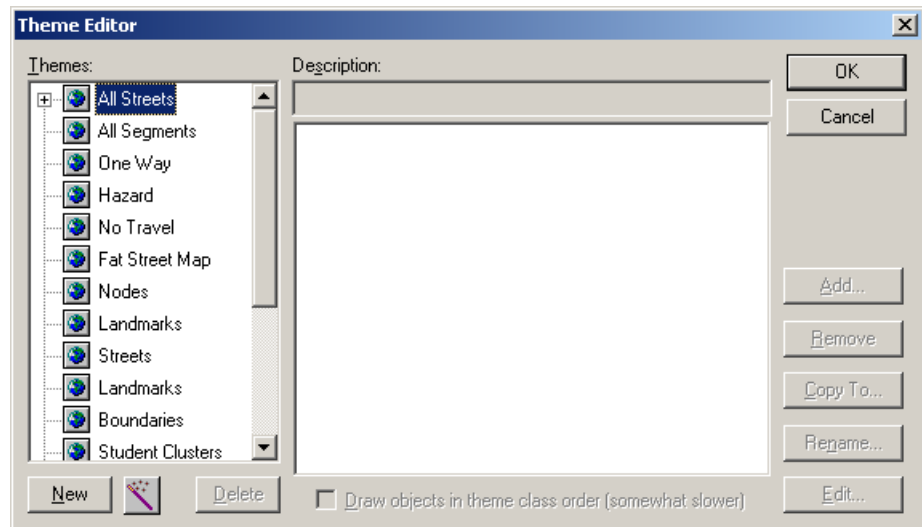 Theme Editor
Themes:
All Streets
All Segments
One Way
Hazard
No Travel
Fat Street Map
Nodes
Landmarks
Streets
Landmarks
Boundaries
Student Clusters
New
Delete
Description:
Draw objects in theme class order (somewhat slower)
OK
Cancel
Add...
Remove
Copy To...
Rename...
Edit...